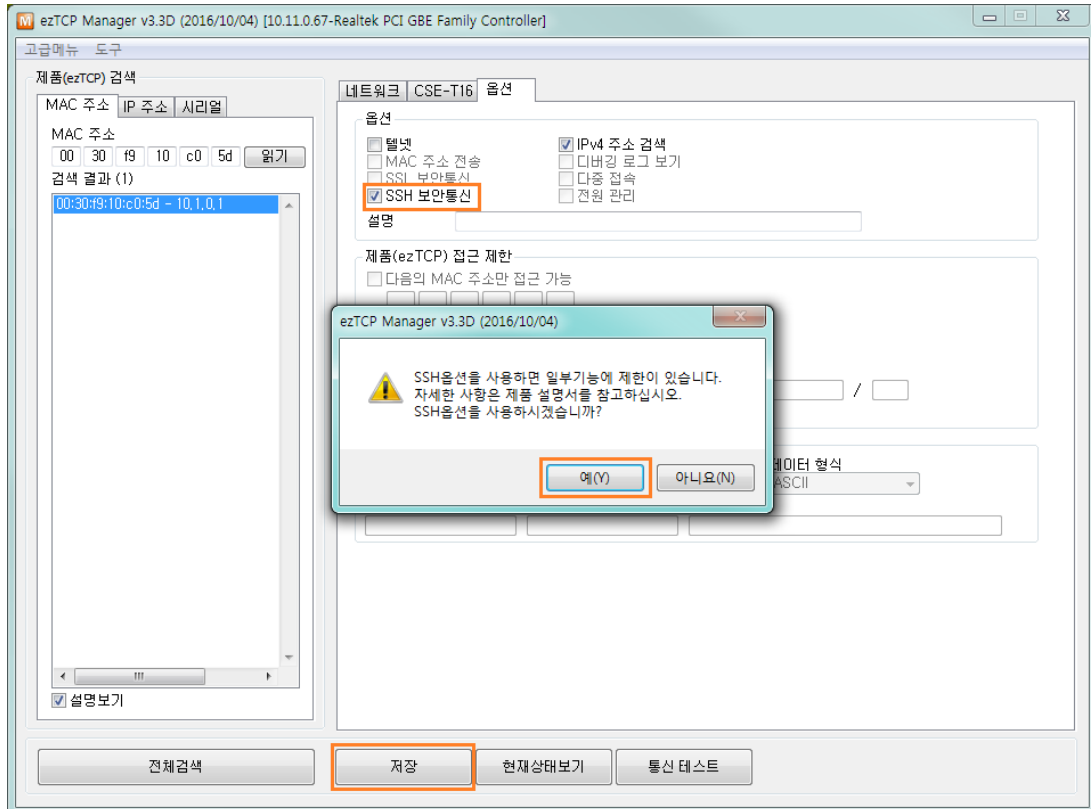 ezTCP Manager v3.3D (2016/10/04) [10.11.0.67-Realtek PCI GBE Family Controller]
고급메뉴 도구
제품(ezTCP) 검색
MAC 주소 IP 주소 시리얼
MAC 주소
00 30 f9 10 c0 5d 읽기
검색 결과 (1)
00:30:f9:10:c0:5d - 10,1,0,1
설명보기
네트워크 CSE-T16 옵션
옵션
텔넷 IPv4 주소 검색
MAC 주소 전송 디버깅 로그 보기
SSL 보안통신 다중 접속
SSH 보안통신 전원 관리
설명
제품(ezTCP) 접근 제한
다음의 MAC 주소만 접근 가능
/
ASCII
ezTCP Manager v3.3D (2016/10/04)
SSH옵션을 사용하면 일부기능에 제한이 있습니다.
자세한 사항은 제품 설명서를 참고하십시오.
SSH옵션을 사용하시겠습니까?
예(Y) 아니요(N)
전체검색 저장 현재상태보기 통신 테스트